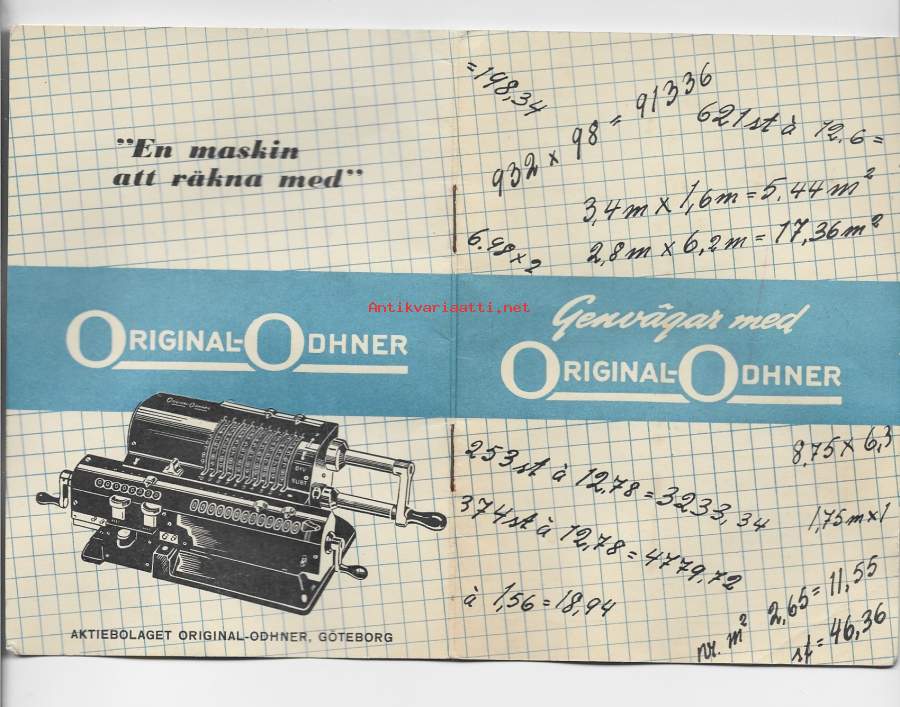 "En maskin
att räkna med"
ORIGINAL-ODHNER
AKTIEBOLAGET ORIGINAL-ODHNER, GÖTEBORG
Antikvariaatti.net
= 198,34
932 x 98 = 91336
621 st à 12.6 =
3,4 m x 1,6 m = 5,44 m²
6.98 x 2
2,8 m x 6,2 m = 17,36 m²
Genvägar med
ORIGINAL-ODHNER
253 st à 12,78 = 3233,34
8,75 x 6,3
374 st à 12,78 = 4779,72
1,75 m x 1
à 1,56 = 18,94
nr. m² 2,65 = 11,55
st = 46,36